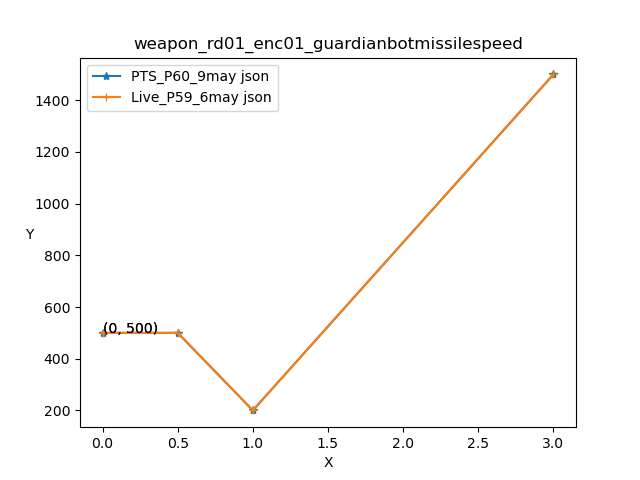 weapon_rd01_enc01_guardianbotmissilespeed
PTS_P60_9may json
Live_P59_6may json
1400
1200
1000
800
600
400
200
Y
(0, 500)
0.0 0.5 1.0 1.5 2.0 2.5 3.0
X